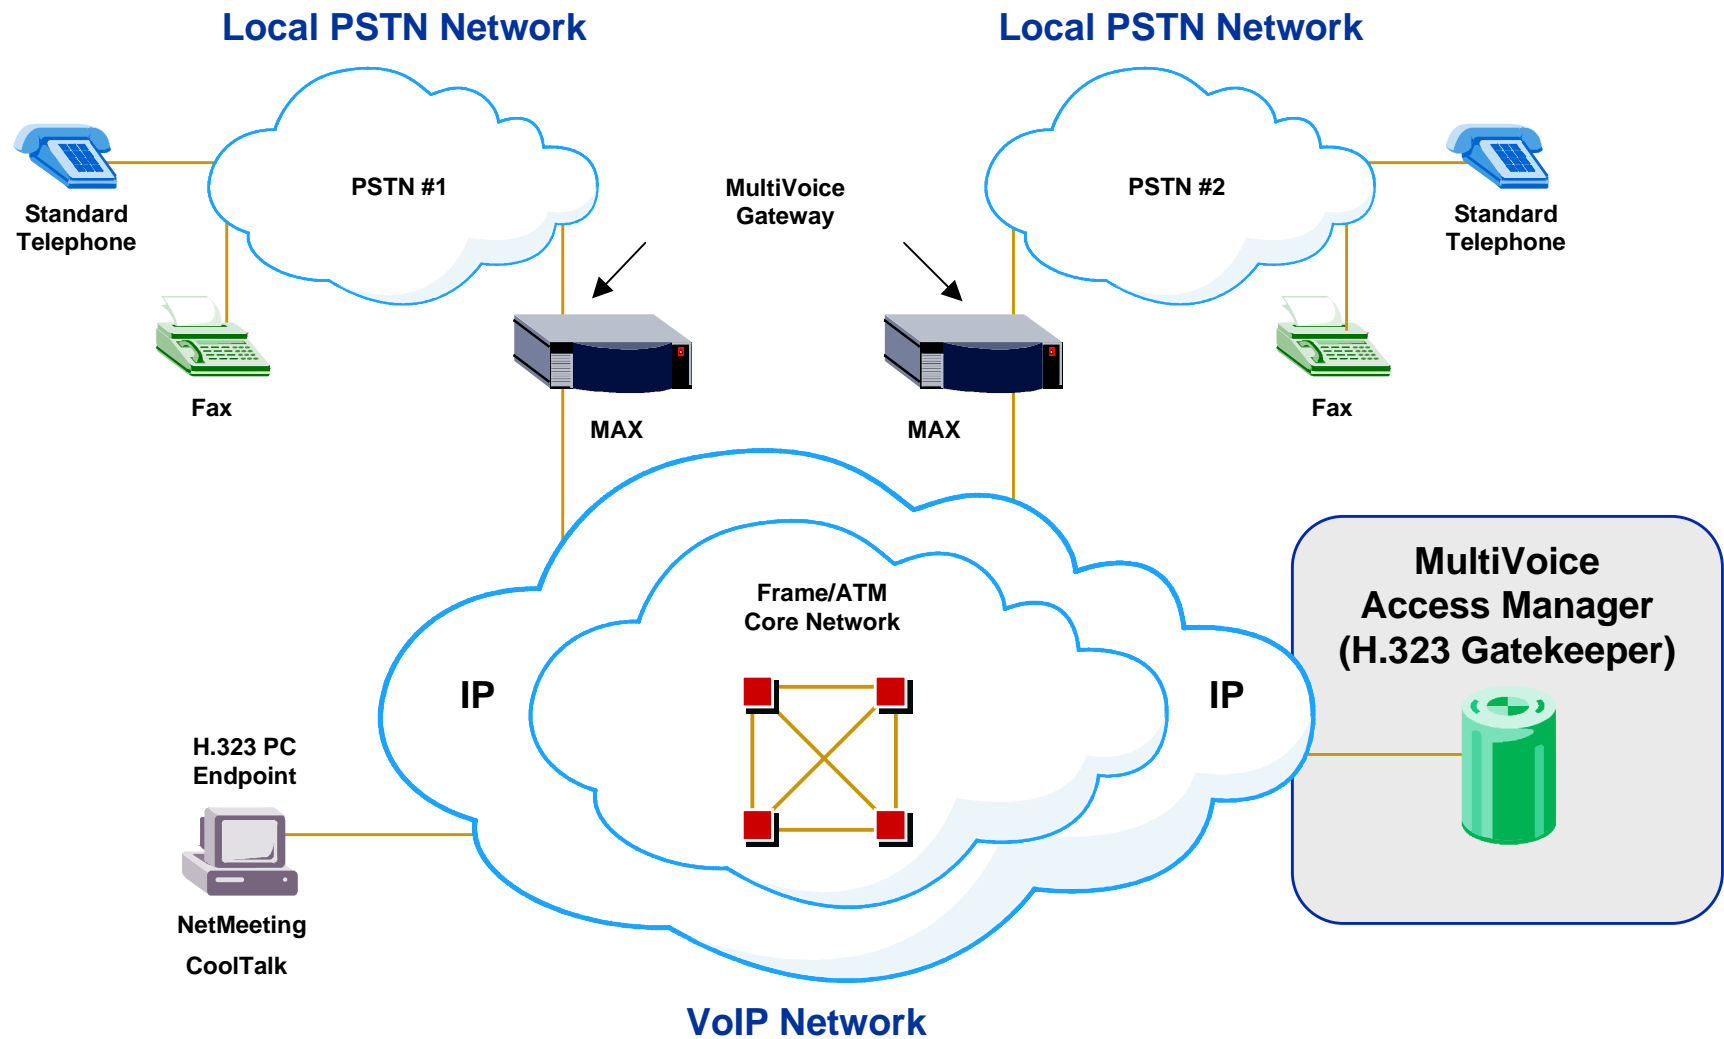 Local PSTN Network
Local PSTN Network
PSTN #1
MultiVoice
Gateway
PSTN #2
Standard
Telephone
Standard
Telephone
Fax
MAX
MAX
Fax
Frame/ATM
Core Network
IP
IP
MultiVoice
Access Manager
(H.323 Gatekeeper)
H.323 PC
Endpoint
NetMeeting
CoolTalk
VoIP Network